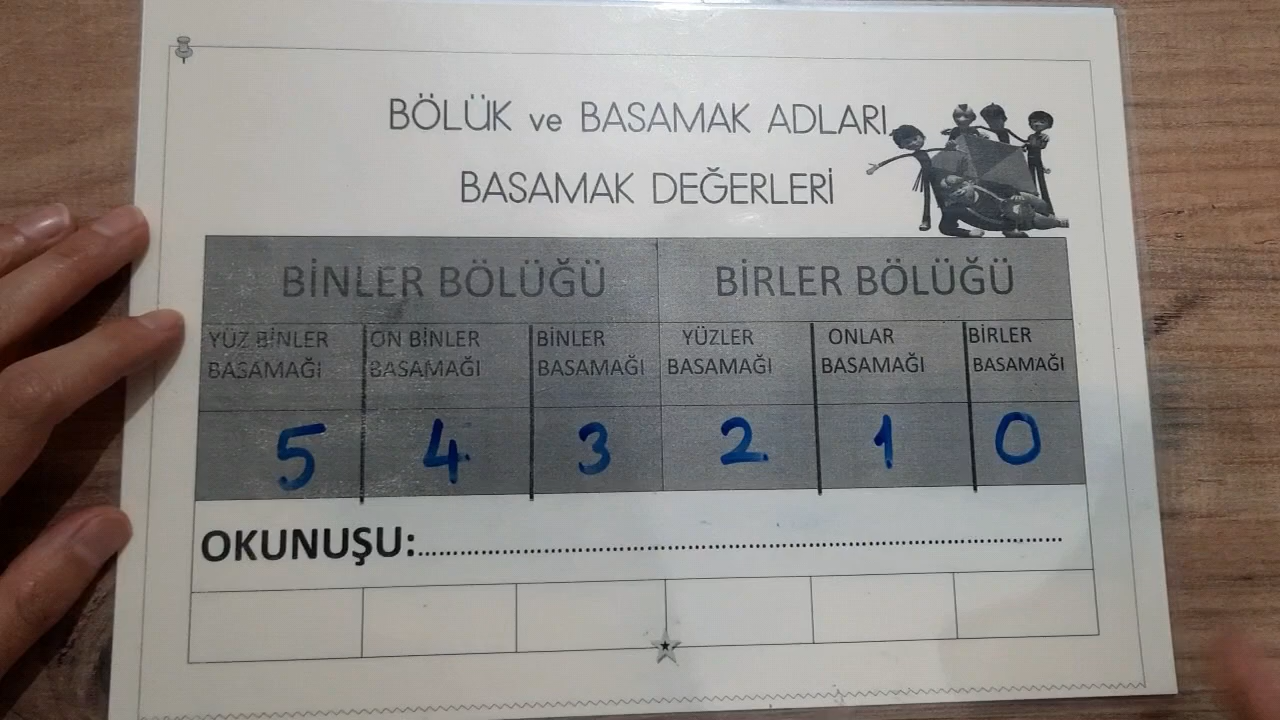 BÖLÜK ve BASAMAK ADLARI
BASAMAK DEĞERLERİ
BİNLER BÖLÜĞÜ BİRLER BÖLÜĞÜ
YÜZ BİNLER BASAMAĞI ON BİNLER BASAMAĞI BİNLER BASAMAĞI YÜZLER BASAMAĞI ONLAR BASAMAĞI BİRLER BASAMAĞI
5 4 3 2 1 0
OKUNUŞU:....................................................................................................